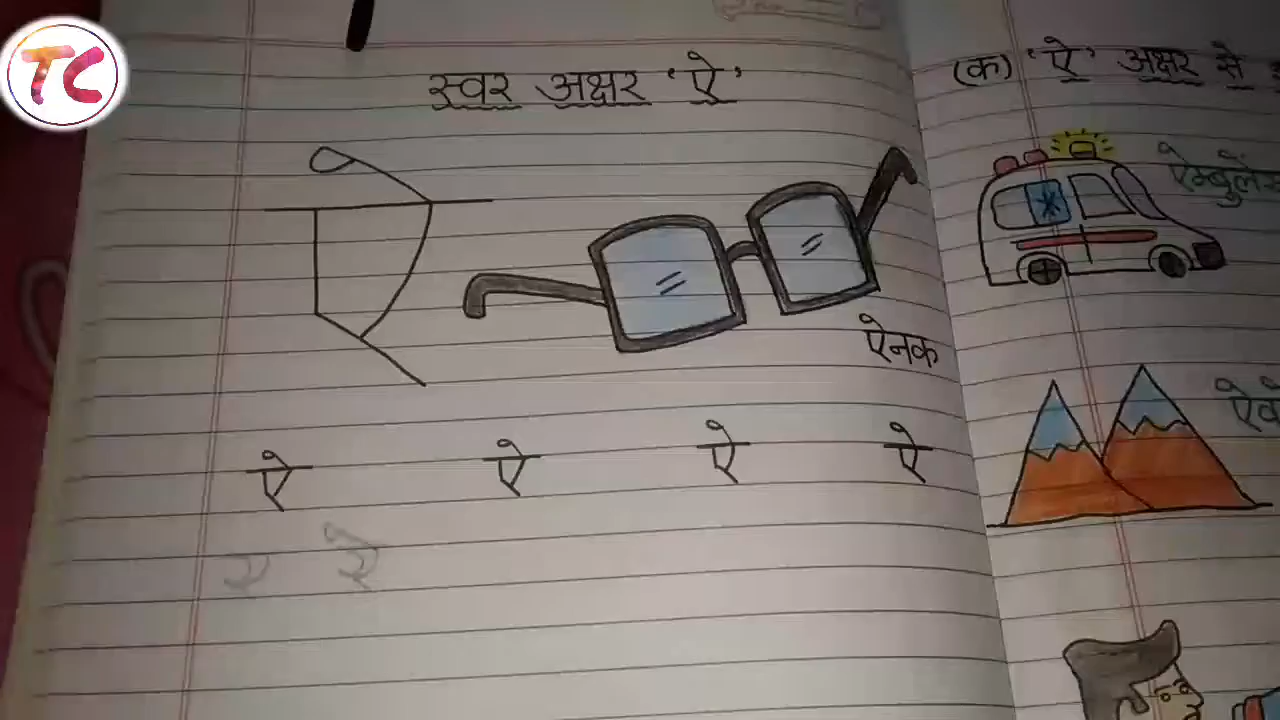 TC
स्वर अक्षर 'ऐ'
ऐ
ऐनक
ऐ ऐ ऐ ऐ
(क) 'ऐ' अक्षर से